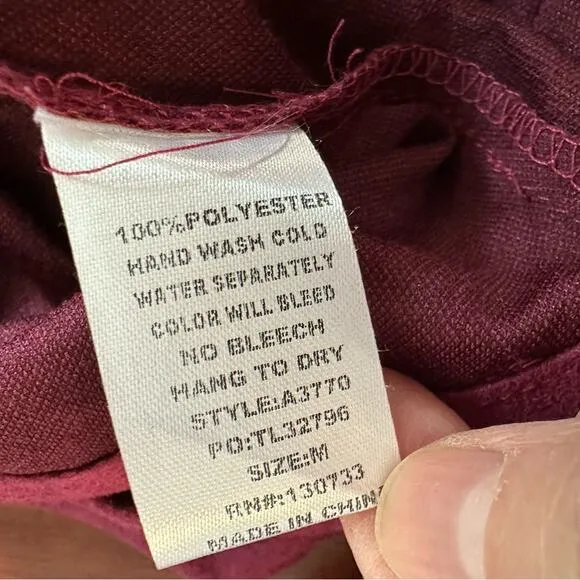 100%POLYESTER
HAND WASH COLD
WATER SEPARATELY
COLOR WILL BLEED
NO BLEECH
HANG TO DRY
STYLE:A3770
PO:TL32796
SIZE:M
RN#:130733
MADE IN CHINA